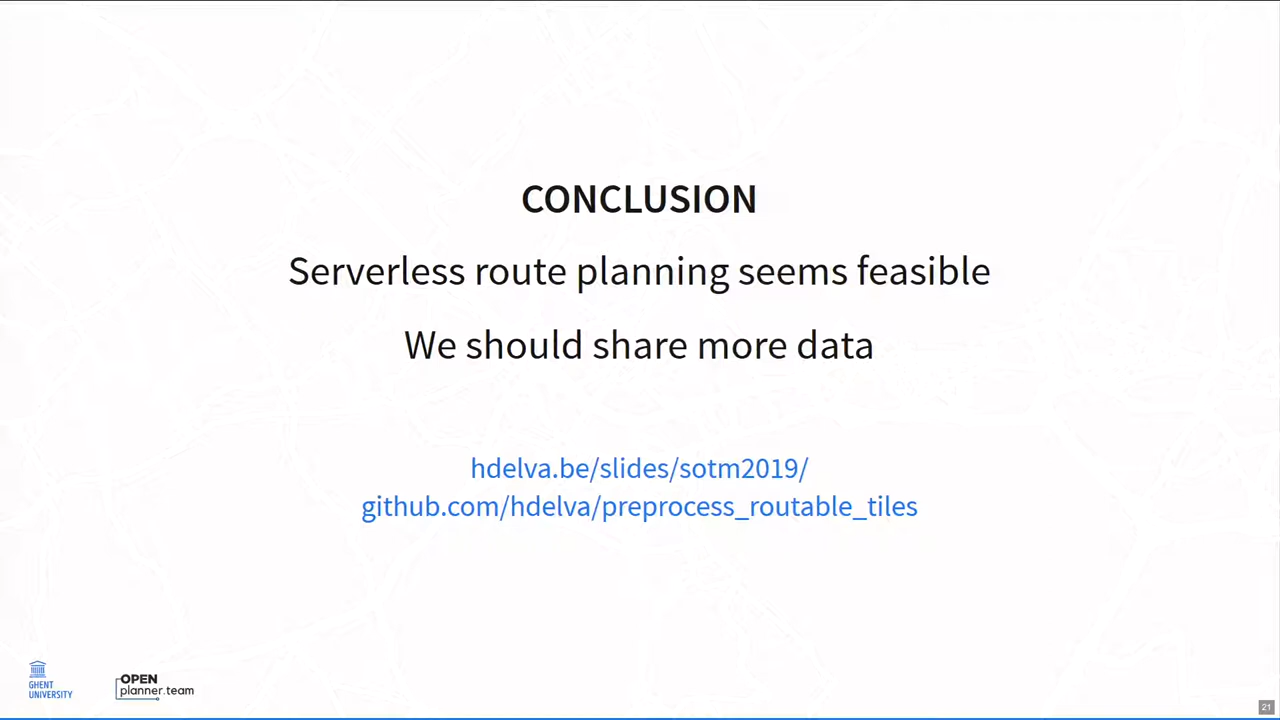 CONCLUSION
Serverless route planning seems feasible
We should share more data
hdelva.be/slides/sotm2019/
github.com/hdelva/preprocess_routable_tiles
GHENT
UNIVERSITY
OPEN
planner.team
21